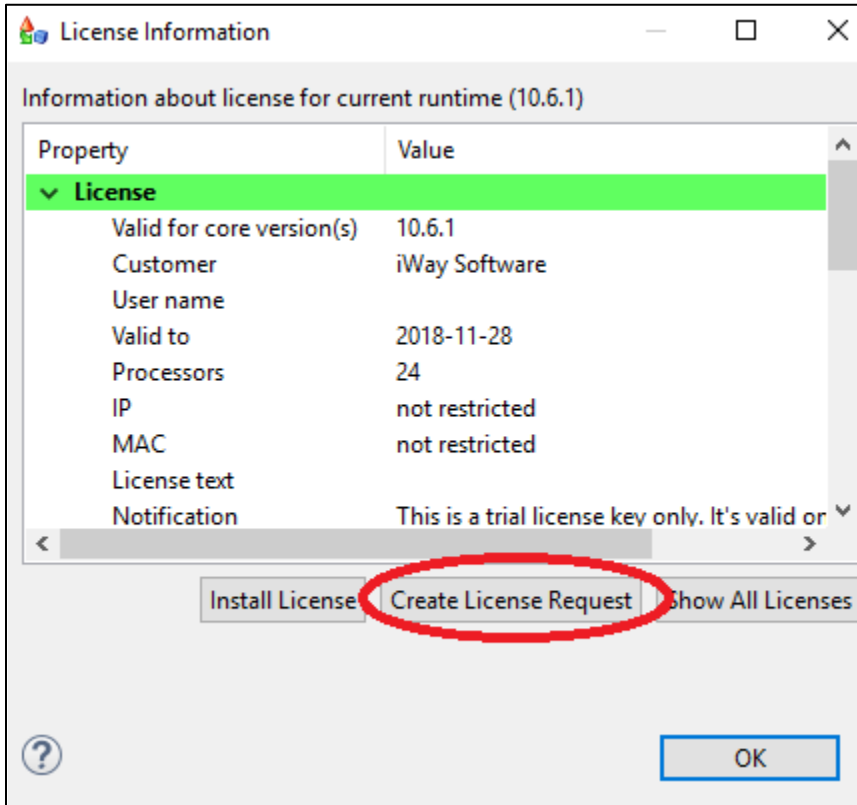 License Information
Information about license for current runtime (10.6.1)
Property Value
License
Valid for core version(s) 10.6.1
Customer iWay Software
User name
Valid to 2018-11-28
Processors 24
IP not restricted
MAC not restricted
License text
Notification This is a trial license key only. It's valid or
Install License Create License Request Show All Licenses
? OK